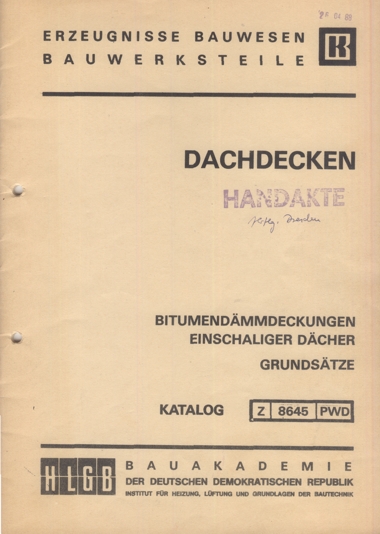 ERZEUGNISSE BAUWESEN
BAUWERKSTEILE
DACHDECKEN
HANDAKTE
Dresden
BITUMENDÄMMDECKUNGEN
EINSCHALIGER DÄCHER
GRUNDSÄTZE
KATALOG Z 8645 PWD
HLGB BAUAKADEMIE
DER DEUTSCHEN DEMOKRATISCHEN REPUBLIK
INSTITUT FÜR HEIZUNG, LÜFTUNG UND GRUNDLAGEN DER BAUTECHNIK